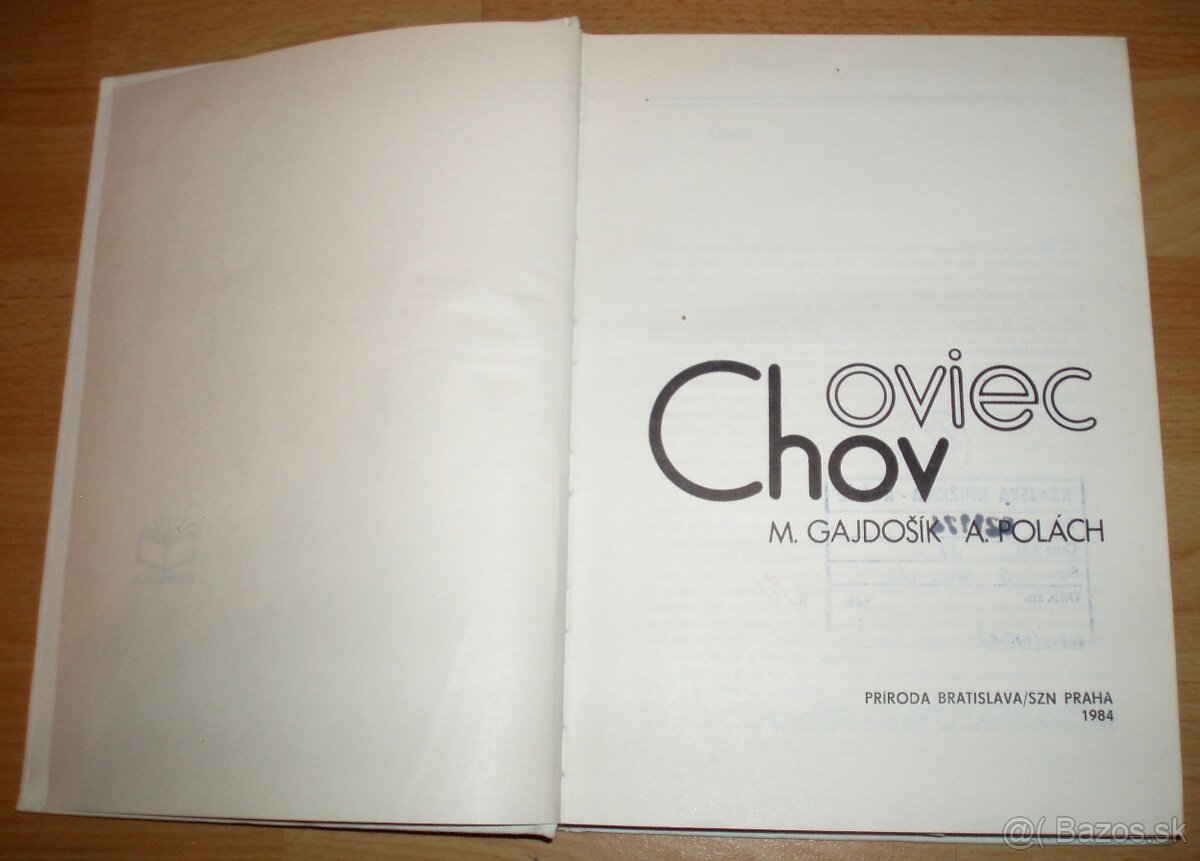 Chov oviec
M. GAJDOŠÍK A. POLÁCH
PRÍRODA BRATISLAVA/SZN PRAHA
1984
@( Bazos.sk